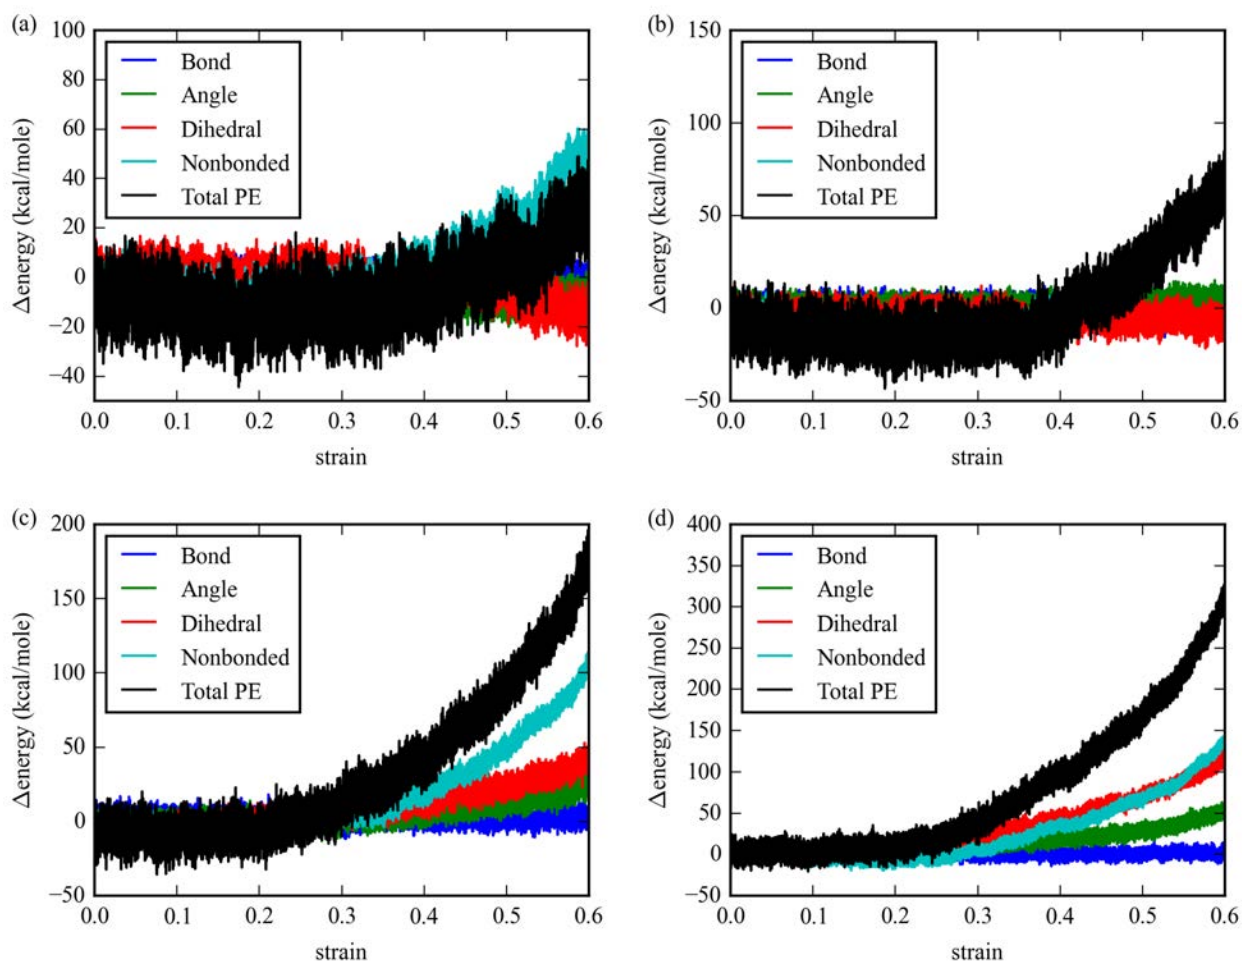 (a)
100
80
60
40
20
0
−20
−40
Δenergy (kcal/mole)
Bond
Angle
Dihedral
Nonbonded
Total PE
0.0 0.1 0.2 0.3 0.4 0.5 0.6
strain
(b)
150
100
50
0
−50
Δenergy (kcal/mole)
Bond
Angle
Dihedral
Nonbonded
Total PE
0.0 0.1 0.2 0.3 0.4 0.5 0.6
strain
(c)
200
150
100
50
0
−50
Δenergy (kcal/mole)
Bond
Angle
Dihedral
Nonbonded
Total PE
0.0 0.1 0.2 0.3 0.4 0.5 0.6
strain
(d)
400
350
300
250
200
150
100
50
0
−50
Δenergy (kcal/mole)
Bond
Angle
Dihedral
Nonbonded
Total PE
0.0 0.1 0.2 0.3 0.4 0.5 0.6
strain